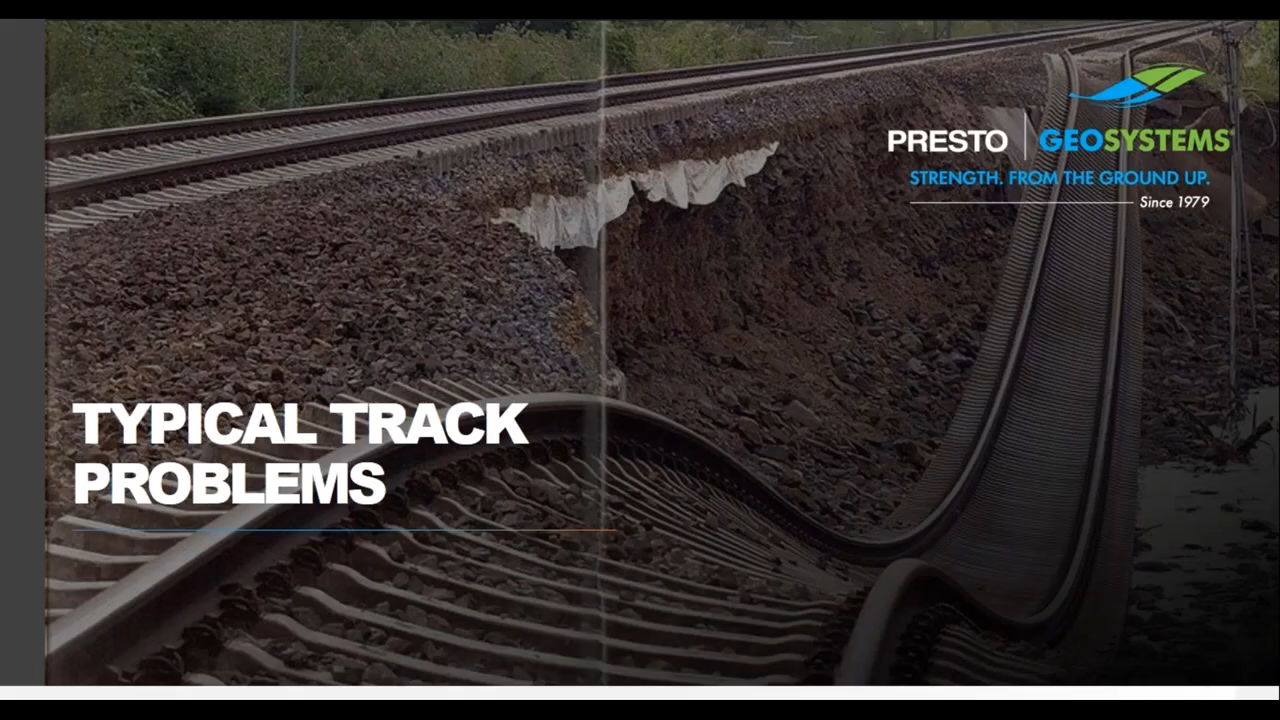 PRESTO GEOSYSTEMS®
STRENGTH. FROM THE GROUND UP.
Since 1979
TYPICAL TRACK
PROBLEMS